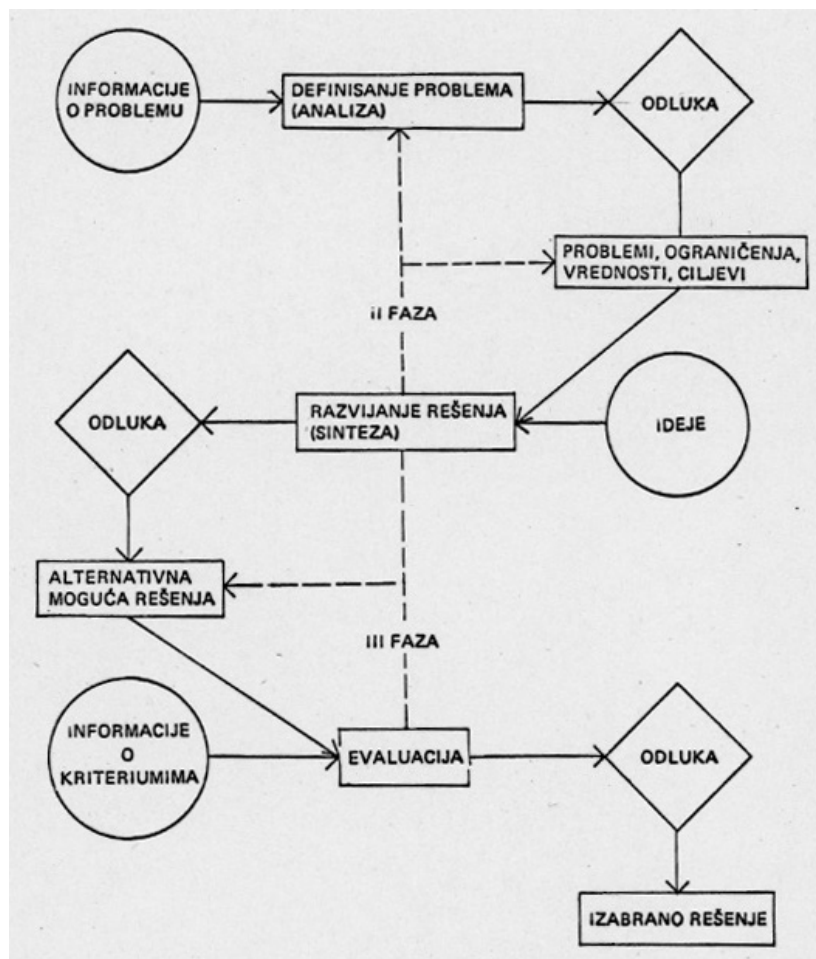 INFORMACIJE
O PROBLEMU
DEFINISANJE PROBLEMA
(ANALIZA)
ODLUKA
PROBLEMI, OGRANIČENJA,
VREDNOSTI, CILJEVI
II FAZA
ODLUKA
RAZVIJANJE REŠENJA
(SINTEZA)
IDEJE
ALTERNATIVNA
MOGUĆA REŠENJA
III FAZA
INFORMACIJE
O
KRITERIUMIMA
EVALUACIJA
ODLUKA
IZABRANO REŠENJE